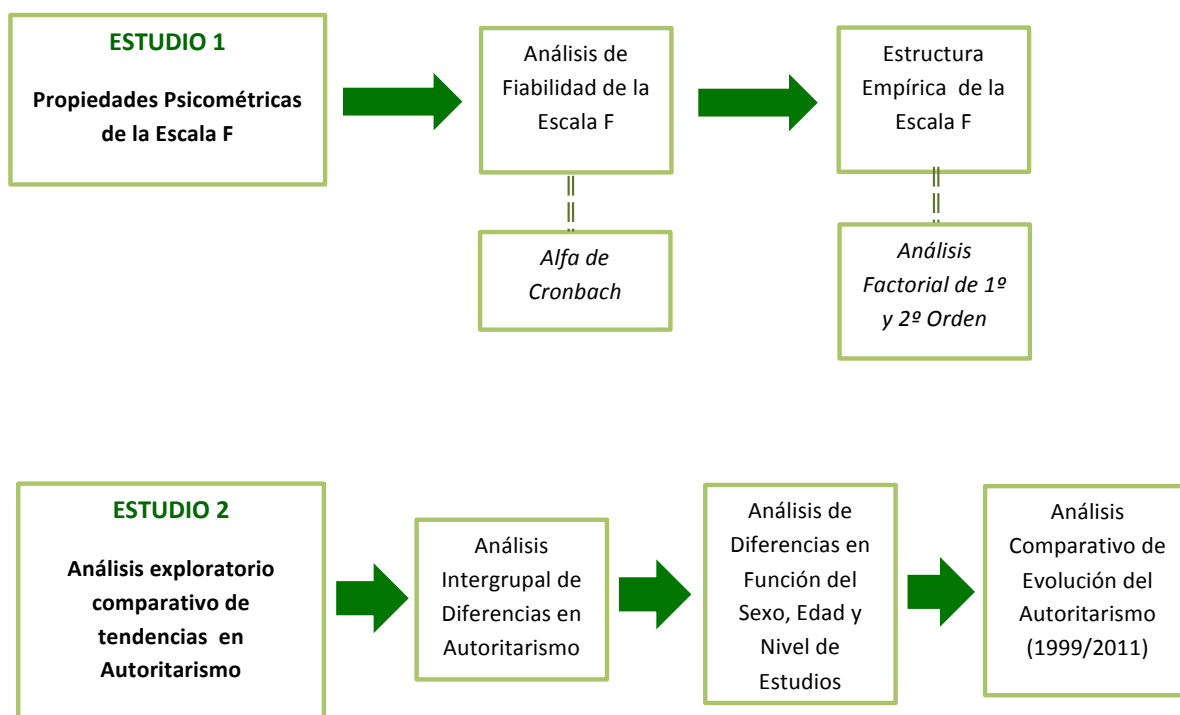 ESTUDIO 1
Propiedades Psicométricas
de la Escala F
Análisis de
Fiabilidad de la
Escala F
Estructura
Empírica de la
Escala F
Alfa de
Cronbach
Análisis
Factorial de 1º
y 2º Orden
ESTUDIO 2
Análisis exploratorio
comparativo de
tendencias en
Autoritarismo
Análisis
Intergrupal de
Diferencias en
Autoritarismo
Análisis de
Diferencias en
Función del
Sexo, Edad y
Nivel de
Estudios
Análisis
Comparativo de
Evolución del
Autoritarismo
(1999/2011)